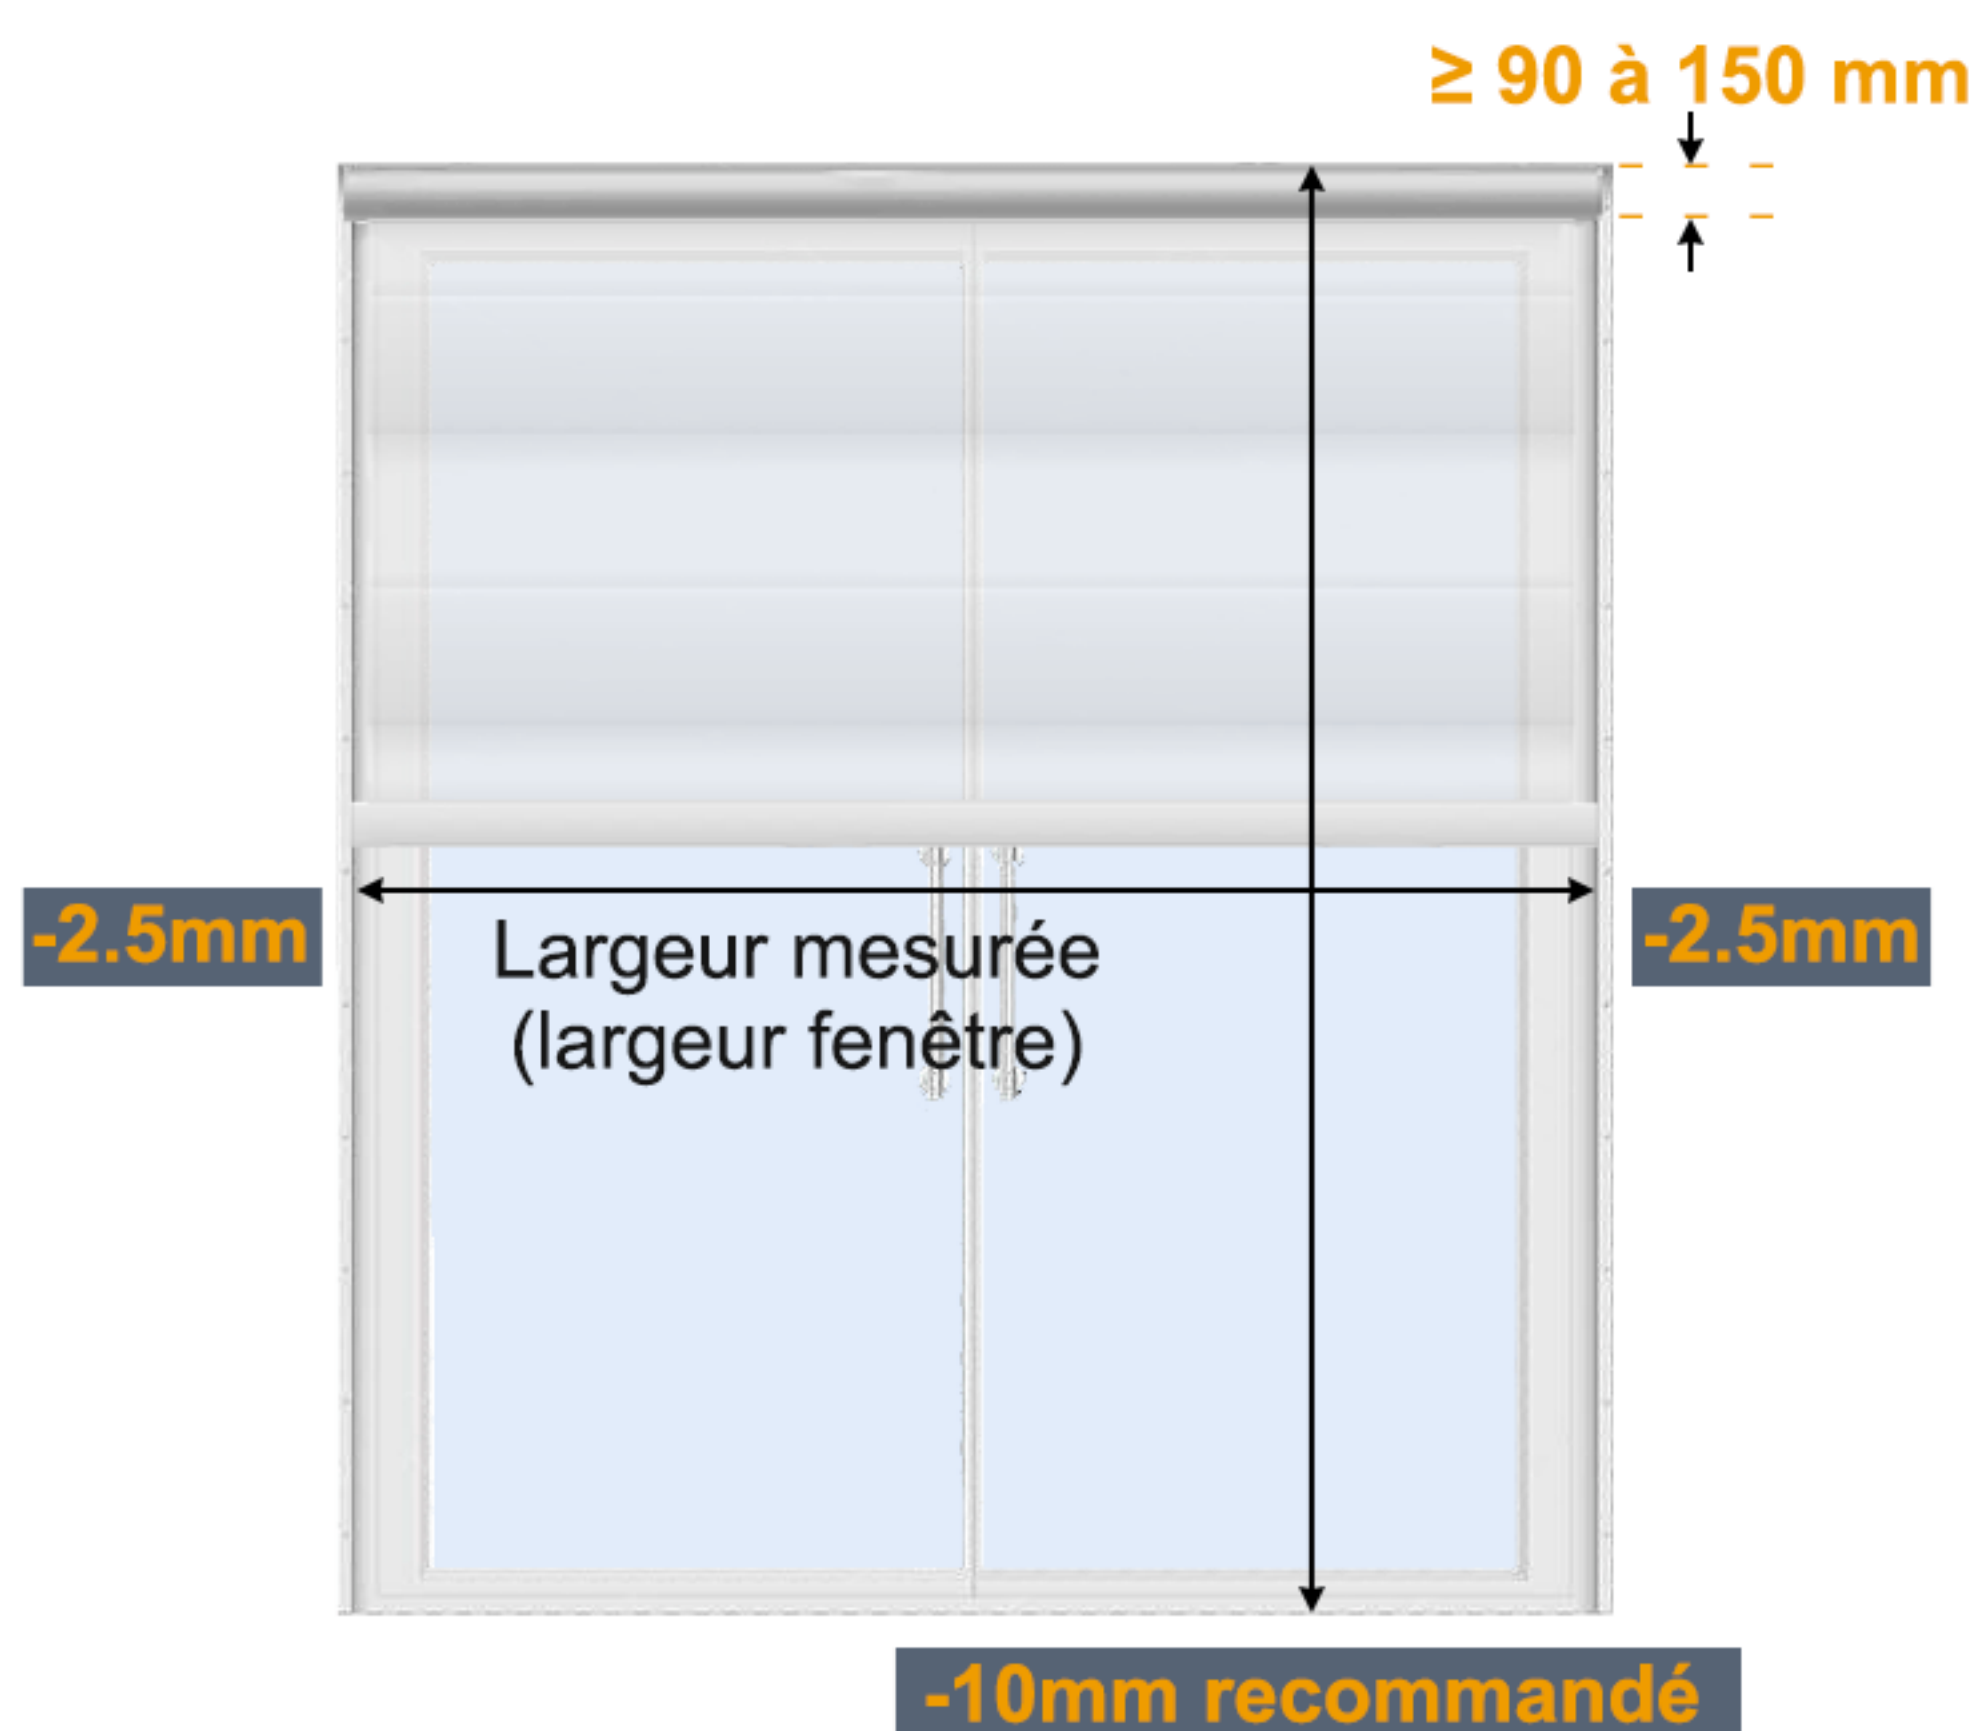 ≥ 90 à 150 mm
-2.5mm
Largeur mesurée
(largeur fenêtre)
-2.5mm
-10mm recommandé